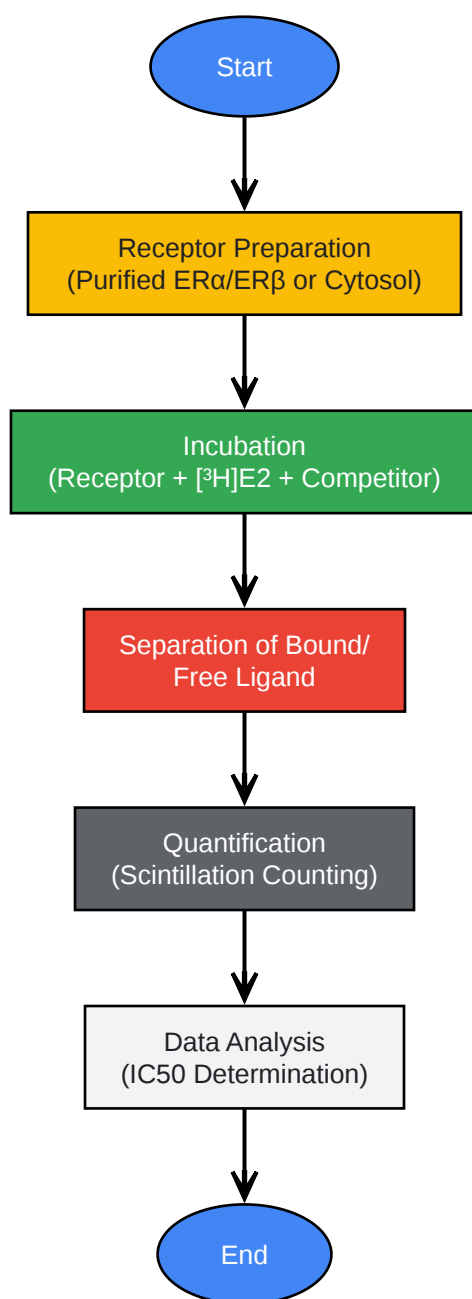 Start
Receptor Preparation
(Purified ERα/ERβ or Cytosol)
Incubation
(Receptor + [³H]E2 + Competitor)
Separation of Bound/
Free Ligand
Quantification
(Scintillation Counting)
Data Analysis
(IC50 Determination)
End